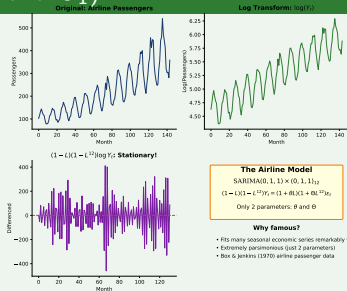 Original: Airline Passengers
Passengers
500
400
300
200
100
0 20 40 60 80 100 120 140
Month
Log Transform: log(Yₜ)
Log(Passengers)
6.25
6.00
5.75
5.50
5.25
5.00
4.75
4.50
0 20 40 60 80 100 120 140
Month
(1 − L)(1 − L¹²)log Yₜ: Stationary!
Differenced
400
200
0
−200
−400
0 20 40 60 80 100 120
Month
The Airline Model
SARIMA(0, 1, 1) × (0, 1, 1)₁₂
(1−L)(1−L¹²)Yₜ = (1 + θL)(1 + ΘL¹²)εₜ
Only 2 parameters: θ and Θ
Why famous?
• Fits many seasonal economic series remarkably
• Extremely parsimonious (just 2 parameters)
• Box & Jenkins (1970) airline passenger data